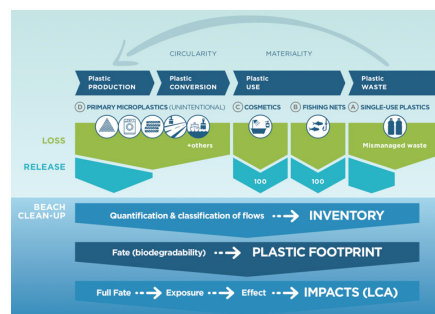 CIRCULARITY MATERIALITY
Plastic PRODUCTION
Plastic CONVERSION
Plastic USE
Plastic WASTE
D PRIMARY MICROPLASTICS (UNINTENTIONAL)
C COSMETICS
B FISHING NETS
A SINGLE-USE PLASTICS
LOSS
+others
Mismanaged waste
RELEASE
100
100
BEACH
CLEAN-UP
Quantification & classification of flows INVENTORY
Fate (biodegradability) PLASTIC FOOTPRINT
Full Fate Exposure Effect IMPACTS (LCA)